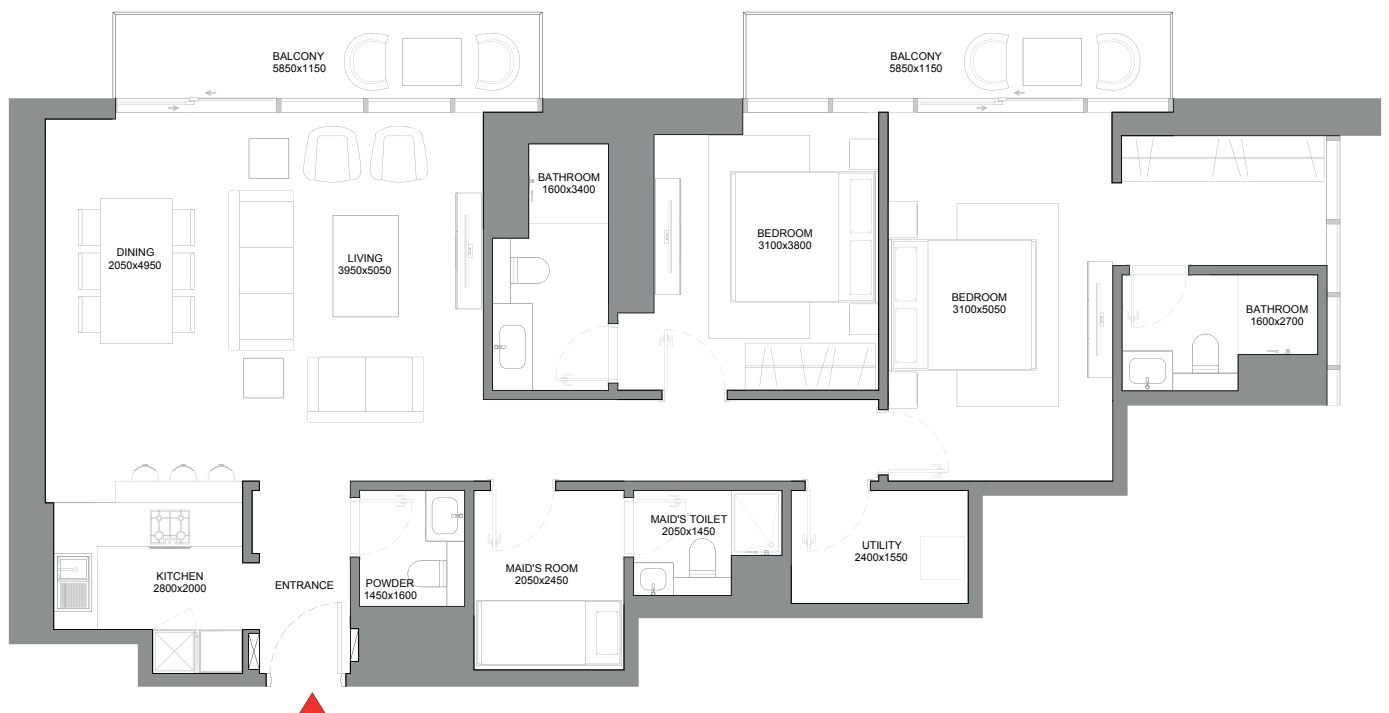 BALCONY
5850x1150
BALCONY
5850x1150
BATHROOM
1600x3400
BEDROOM
3100x3800
DINING
2050x4950
LIVING
3950x5050
BEDROOM
3100x5050
BATHROOM
1600x2700
MAID'S TOILET
2050x1450
UTILITY
2400x1550
KITCHEN
2800x2000
ENTRANCE
POWDER
1450x1600
MAID'S ROOM
2050x2450